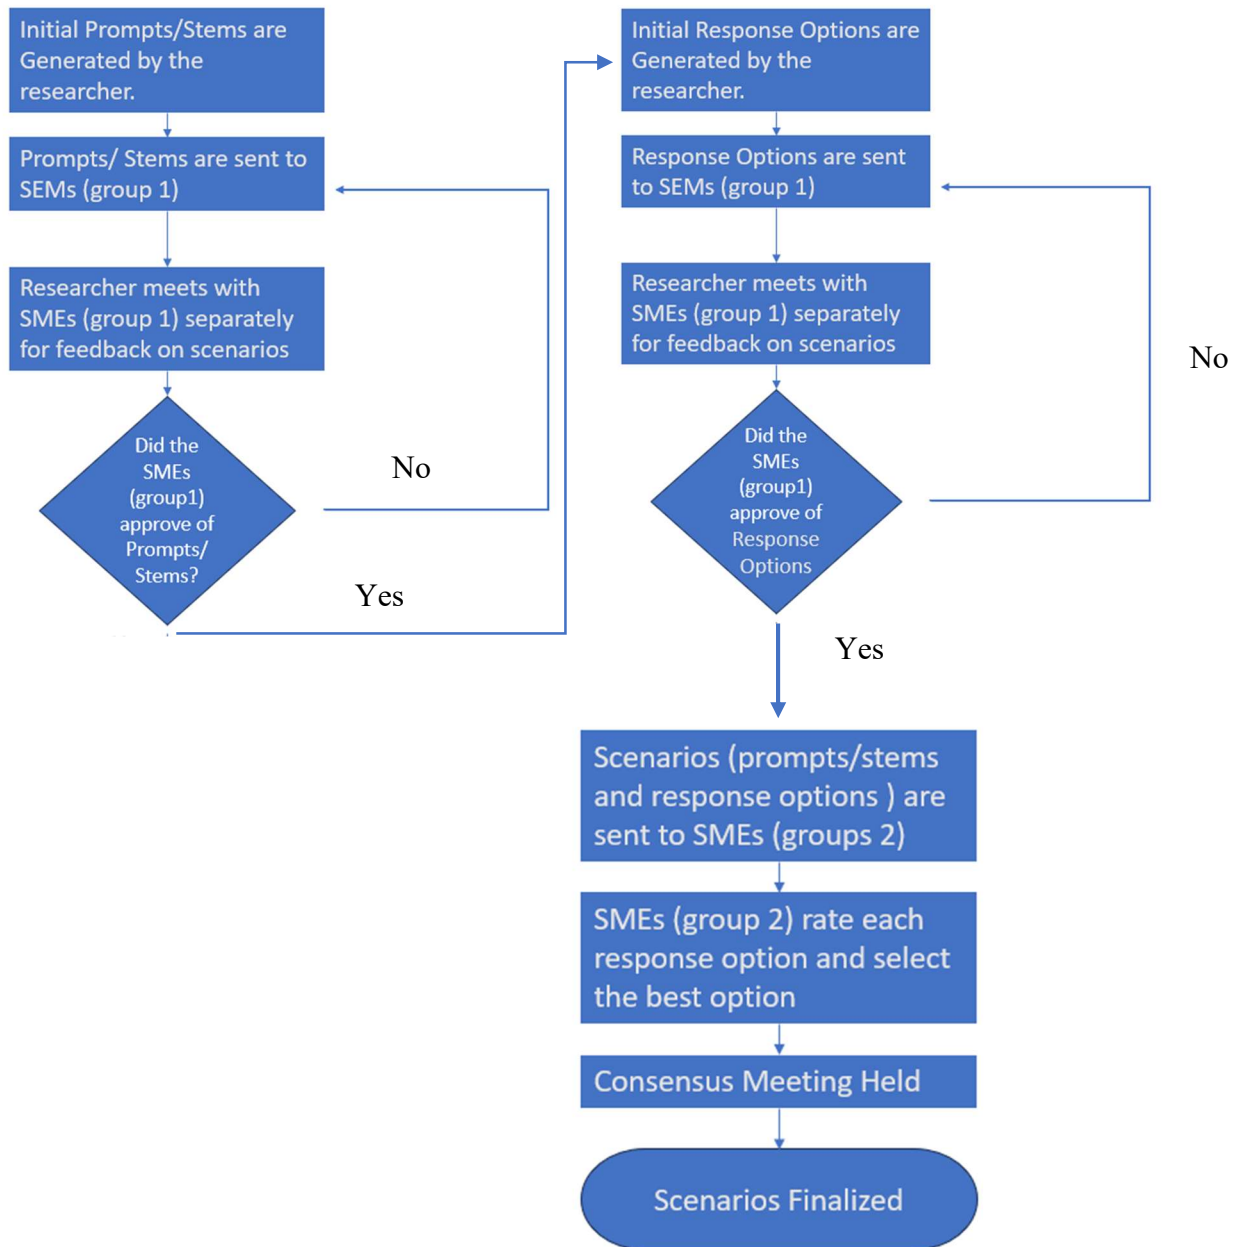 Initial Prompts/Stems are
Generated by the
researcher.
Prompts/ Stems are sent to
SEMs (group 1)
Researcher meets with
SMEs (group 1) separately
for feedback on scenarios
Did the
SMEs
(group1)
approve of
Prompts/
Stems?
No
Yes
Initial Response Options are
Generated by the
researcher.
Response Options are sent
to SEMs (group 1)
Researcher meets with
SMEs (group 1) separately
for feedback on scenarios
Did the
SMEs
(group1)
approve of
Response
Options
No
Yes
Scenarios (prompts/stems
and response options ) are
sent to SMEs (groups 2)
SMEs (group 2) rate each
response option and select
the best option
Consensus Meeting Held
Scenarios Finalized